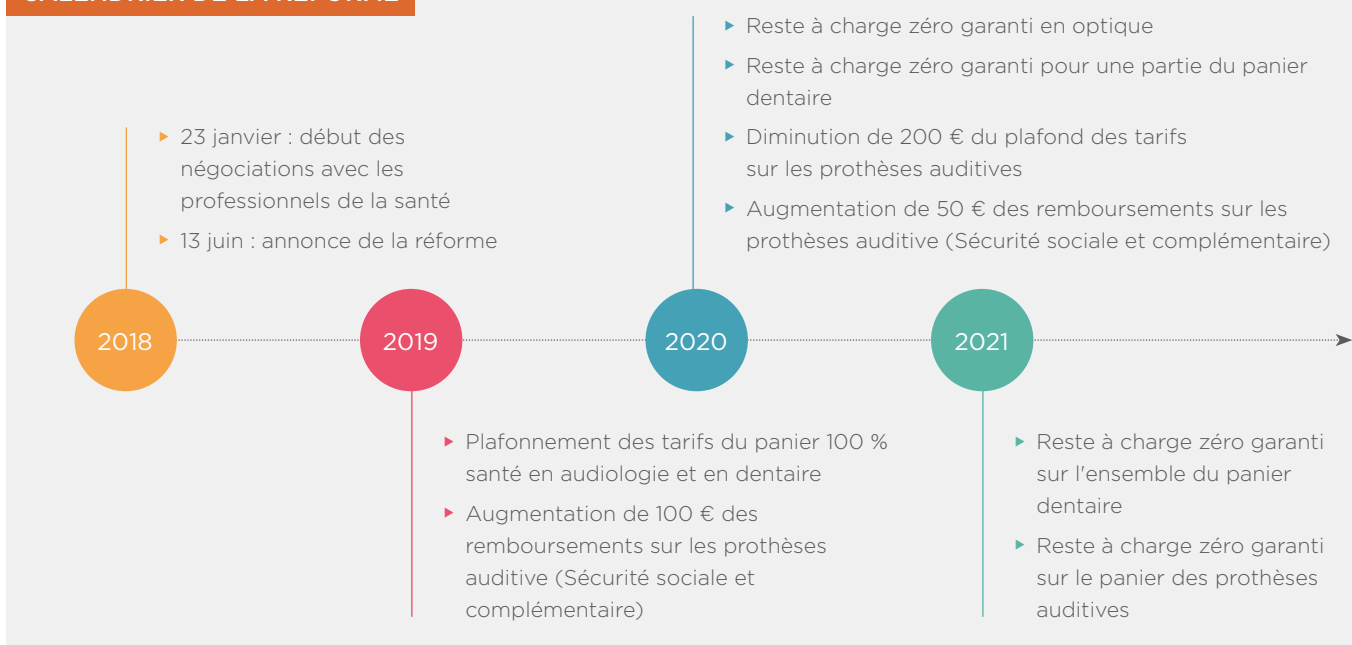 CALENDRIER DE LA RÉFORME
▸ Reste à charge zéro garanti en optique
▸ Reste à charge zéro garanti pour une partie du panier
dentaire
▸ Diminution de 200 € du plafond des tarifs
sur les prothèses auditives
▸ Augmentation de 50 € des remboursements sur les
prothèses auditive (Sécurité sociale et complémentaire)
▸ 23 janvier : début des
négociations avec les
professionnels de la santé
▸ 13 juin : annonce de la réforme
2018
2019
2020
2021
▸ Plafonnement des tarifs du panier 100 %
santé en audiologie et en dentaire
▸ Augmentation de 100 € des
remboursements sur les prothèses
auditive (Sécurité sociale et
complémentaire)
▸ Reste à charge zéro garanti
sur l'ensemble du panier
dentaire
▸ Reste à charge zéro garanti
sur le panier des prothèses
auditives